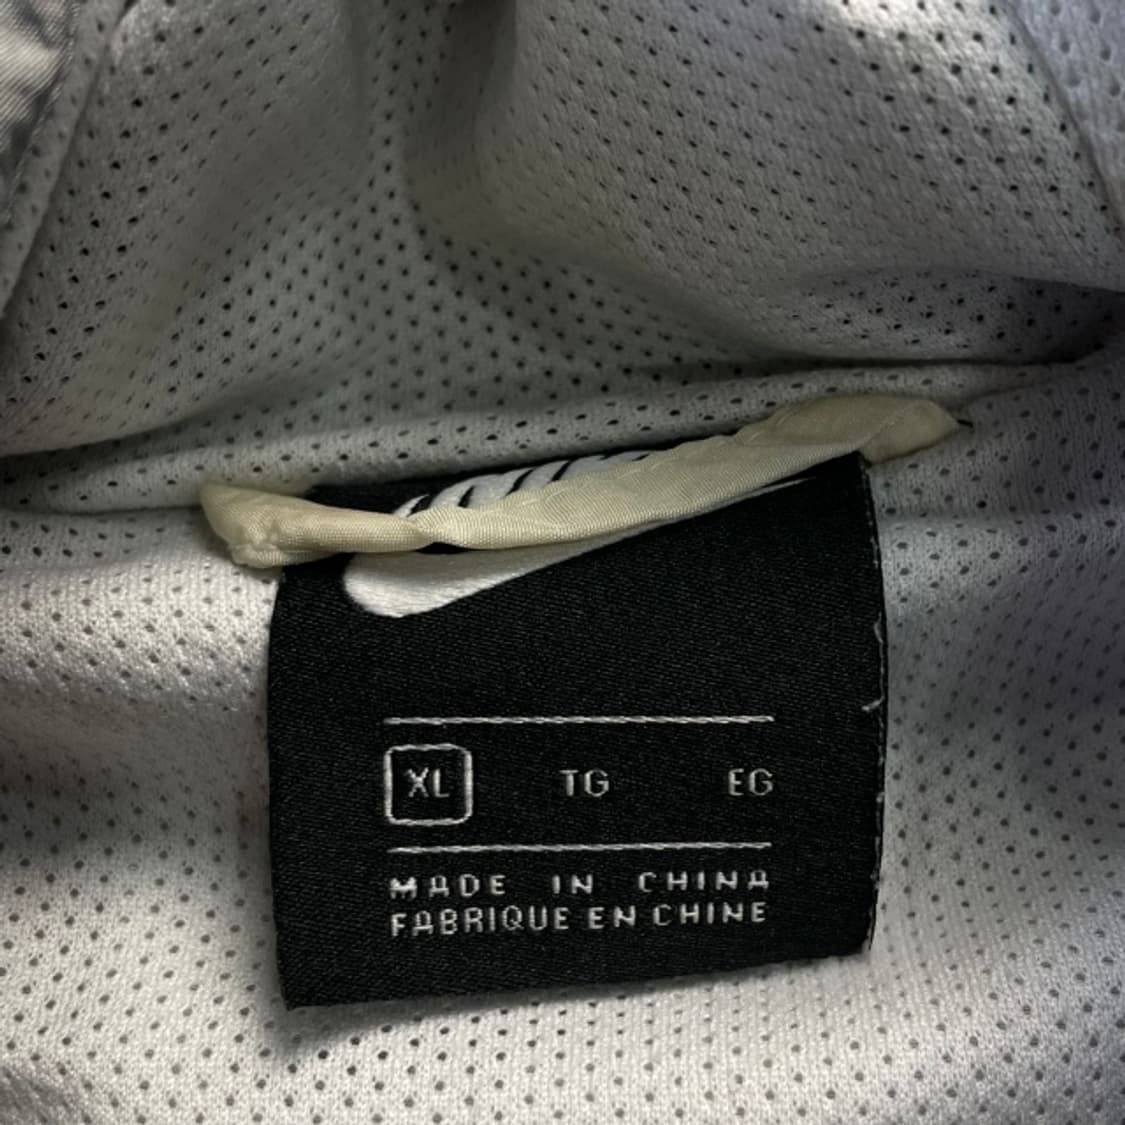 XL TG EG
MADE IN CHINA
FABRIQUE EN CHINE